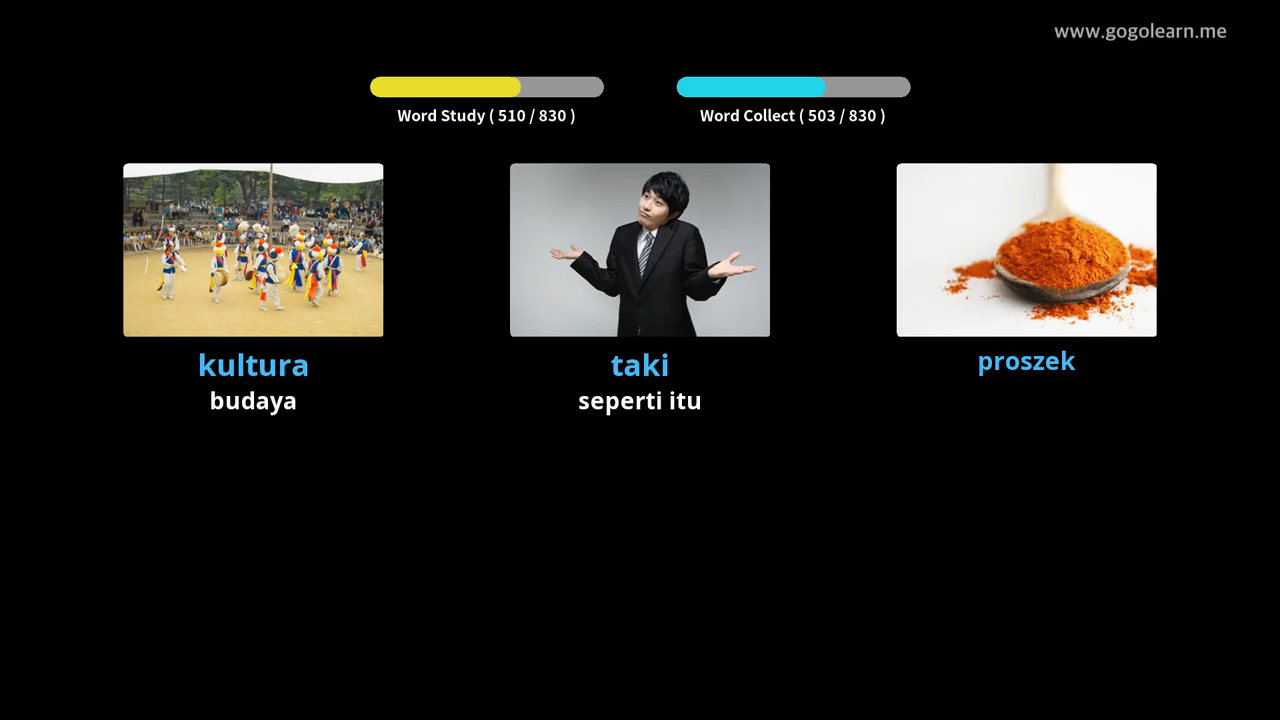 www.gogolearn.me
Word Study ( 510 / 830 )
Word Collect ( 503 / 830 )
kultura
budaya
taki
seperti itu
proszek